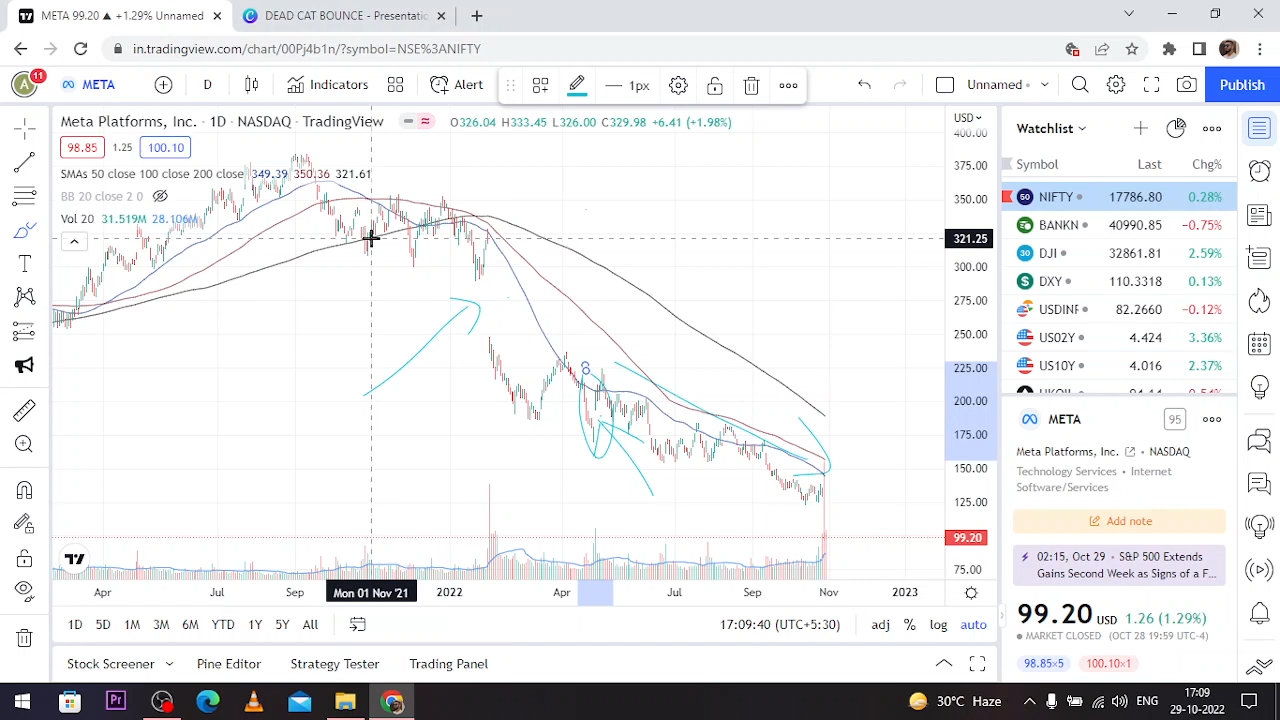 META 99.20 ▲ +1.29% Unnamed
DEAD CAT BOUNCE - Presentatic
in.tradingview.com/chart/00Pj4b1n/?symbol=NSE%3ANIFTY
A 11 META D Indicators Alert 1px Unnamed Publish
Meta Platforms, Inc. · 1D · NASDAQ · TradingView O326.04 H333.45 L326.00 C329.98 +6.41 (+1.98%)
98.85 1.25 100.10
SMAs 50 close 100 close 200 close 349.39 350.36 321.61
BB 20 close 2 0
Vol 20 31.519M 28.106M
USD
400.00
375.00
350.00
321.25
300.00
275.00
250.00
225.00
200.00
175.00
150.00
125.00
99.20
75.00
Apr Jul Sep Mon 01 Nov '21 2022 Apr Jul Sep Nov 2023
1D 5D 1M 3M 6M YTD 1Y 5Y All 17:09:40 (UTC+5:30) adj % log auto
Stock Screener Pine Editor Strategy Tester Trading Panel
Watchlist
Symbol Last Chg%
50 NIFTY 17786.80 0.28%
BANKN 40990.85 −0.75%
30 DJI 32861.81 2.59%
$ DXY 110.3318 0.13%
USDINF 82.2660 −0.12%
US02Y 4.424 3.36%
US10Y 4.016 2.37%
META 95
Meta Platforms, Inc. · NASDAQ
Technology Services • Internet
Software/Services
Add note
02:15, Oct 29 • S&P 500 Extends
Gains Second Week as Signs of a F...
99.20 USD 1.26 (1.29%)
MARKET CLOSED (OCT 28 19:59 UTC-4)
98.85×5 100.10×1
Pr 30°C Haze ENG 17:09
29-10-2022